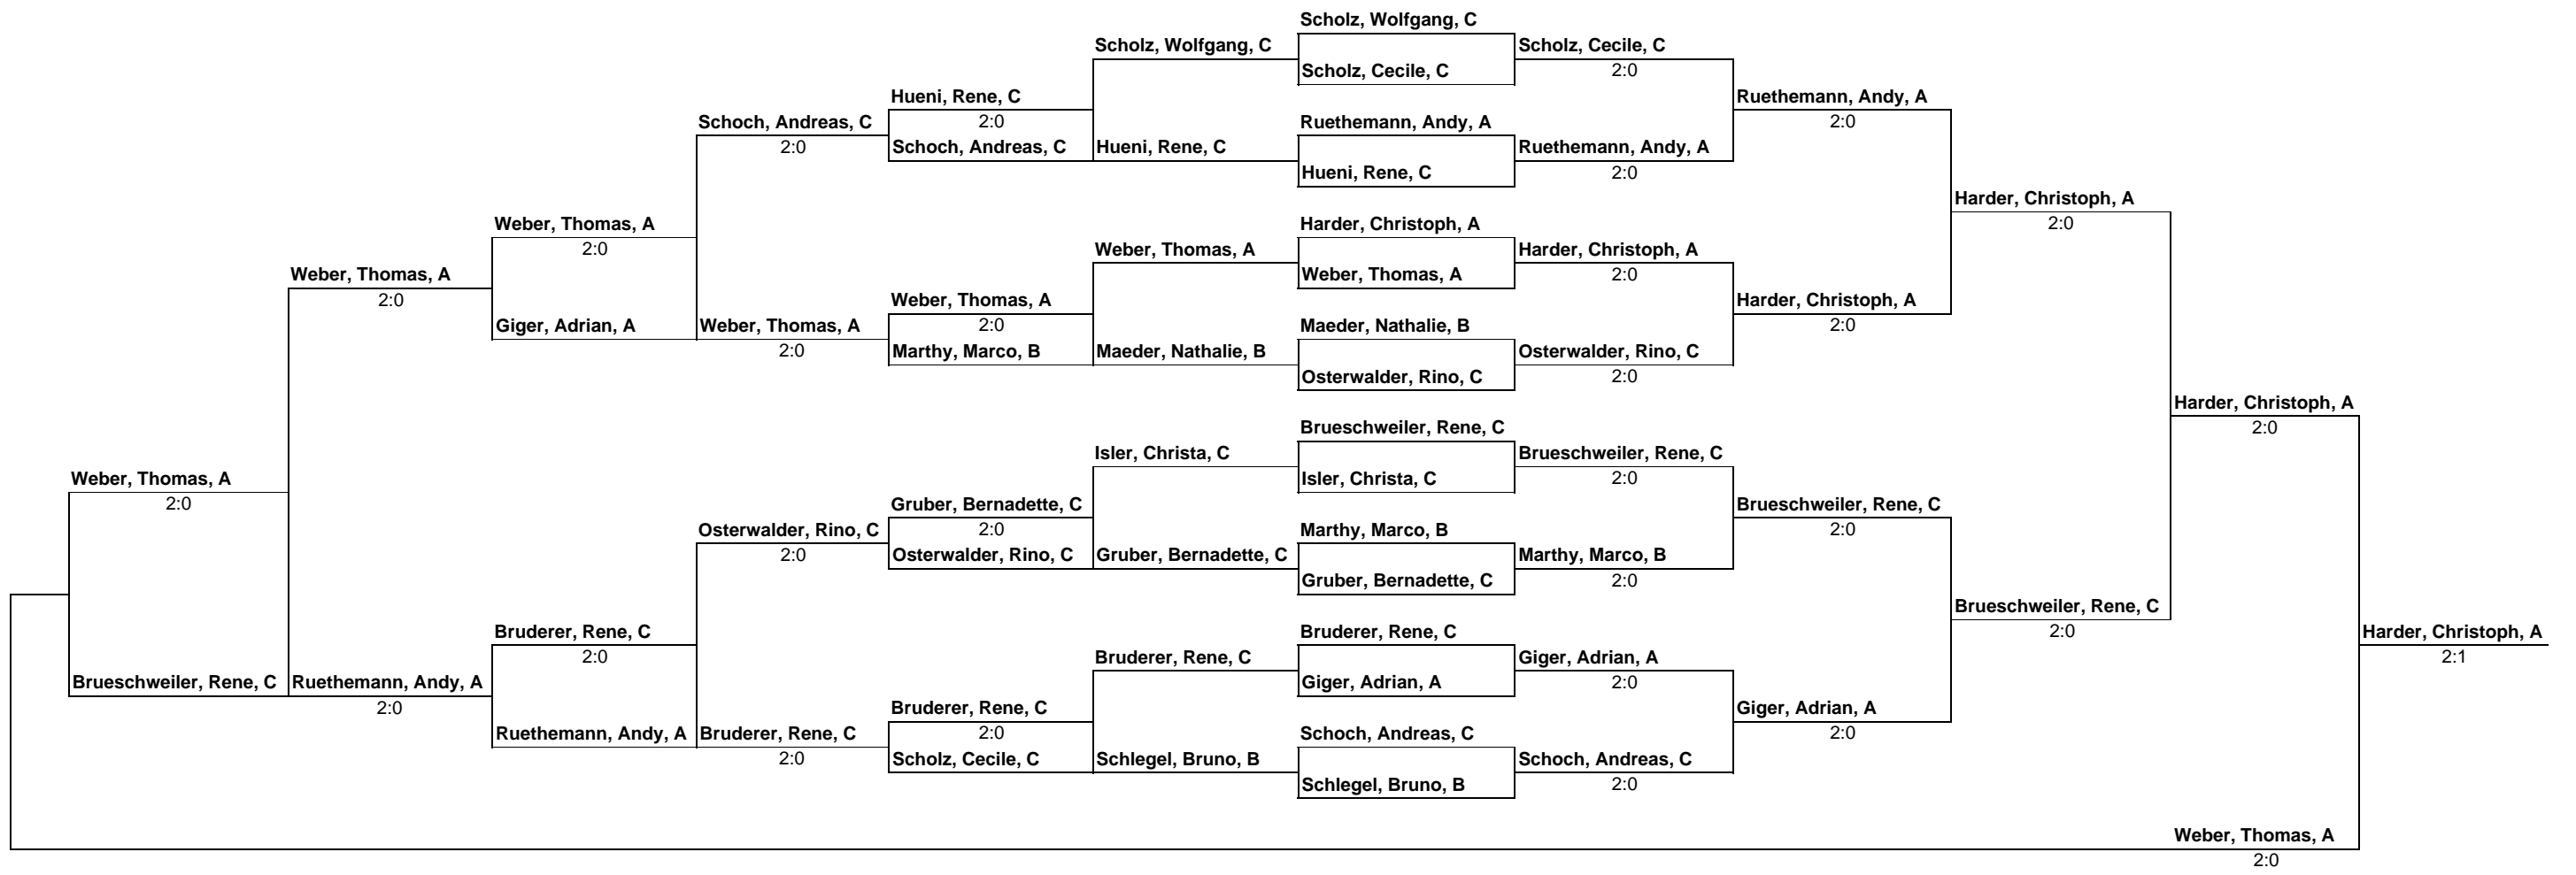 Scholz, Wolfgang, C
Scholz, Wolfgang, C
Scholz, Cecile, C
Scholz, Cecile, C
2:0
Hueni, Rene, C
Ruethemann, Andy, A
Schoch, Andreas, C
2:0
Ruethemann, Andy, A
2:0
2:0
Schoch, Andreas, C
Hueni, Rene, C
Ruethemann, Andy, A
Hueni, Rene, C
2:0
Harder, Christoph, A
Weber, Thomas, A
Harder, Christoph, A
2:0
2:0
Weber, Thomas, A
Harder, Christoph, A
Weber, Thomas, A
Weber, Thomas, A
2:0
2:0
Weber, Thomas, A
Harder, Christoph, A
Giger, Adrian, A
Weber, Thomas, A
2:0
Maeder, Nathalie, B
2:0
2:0
Marthy, Marco, B
Maeder, Nathalie, B
Osterwalder, Rino, C
Osterwalder, Rino, C
2:0
Harder, Christoph, A
2:0
Brueschweiler, Rene, C
Isler, Christa, C
Brueschweiler, Rene, C
Weber, Thomas, A
Isler, Christa, C
2:0
2:0
Gruber, Bernadette, C
Brueschweiler, Rene, C
Osterwalder, Rino, C
2:0
Marthy, Marco, B
2:0
2:0
Osterwalder, Rino, C
Gruber, Bernadette, C
Marthy, Marco, B
Gruber, Bernadette, C
2:0
Brueschweiler, Rene, C
2:0
Bruderer, Rene, C
Bruderer, Rene, C
Harder, Christoph, A
2:0
Bruderer, Rene, C
Giger, Adrian, A
2:1
Brueschweiler, Rene, C
Ruethemann, Andy, A
Giger, Adrian, A
2:0
2:0
Bruderer, Rene, C
Giger, Adrian, A
Ruethemann, Andy, A
Bruderer, Rene, C
2:0
Schoch, Andreas, C
2:0
2:0
Scholz, Cecile, C
Schlegel, Bruno, B
Schoch, Andreas, C
Schlegel, Bruno, B
2:0
Weber, Thomas, A
2:0